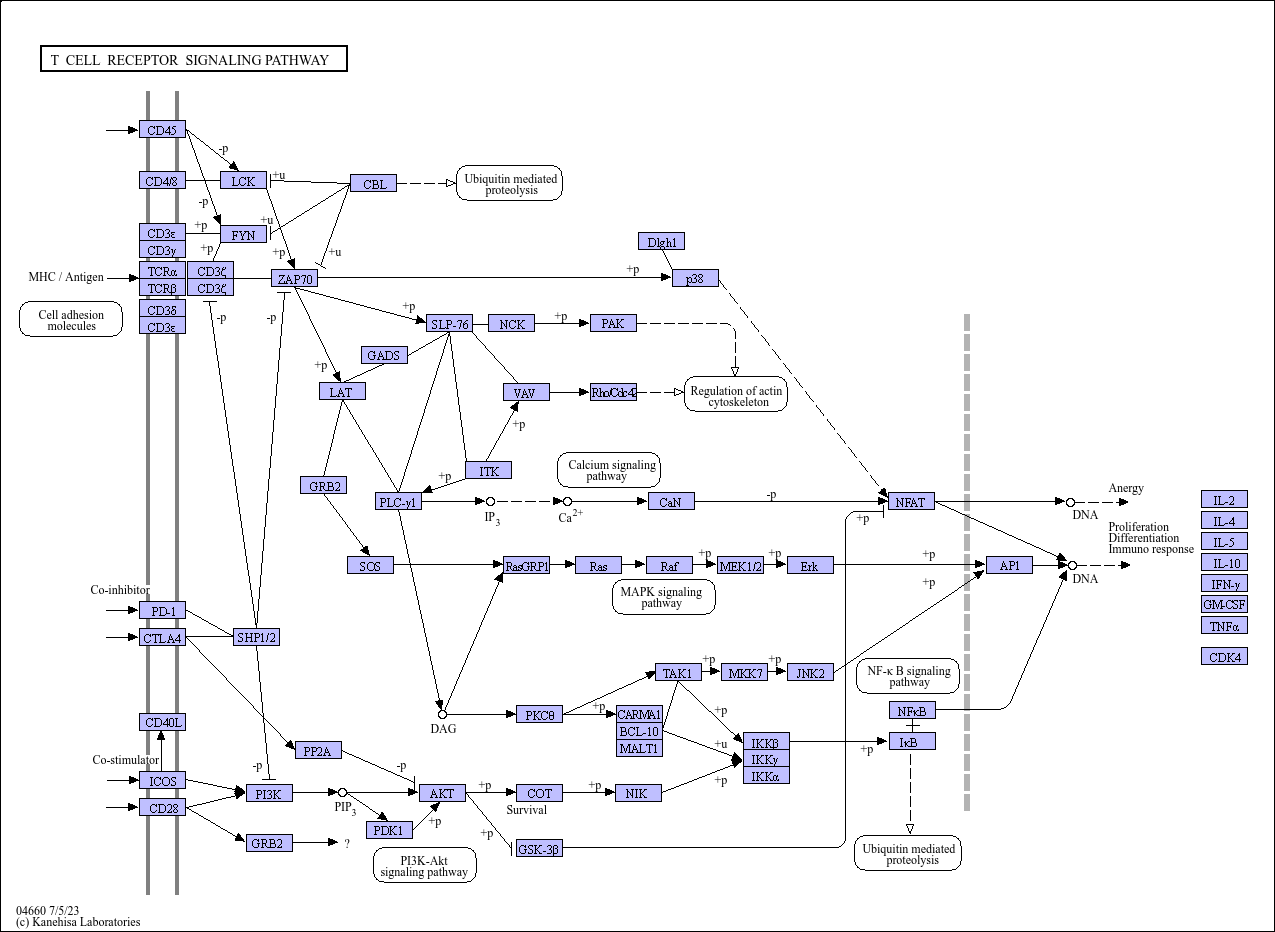 T CELL RECEPTOR SIGNALING PATHWAY
CD45
-p
CD4/8
LCK
+u
CBL
Ubiquitin mediated
proteolysis
-p
CD3ε
+p
FYN
+u
CD3γ
+p
+p
+u
Dlgh1
MHC / Antigen
TCRα
CD3ζ
ZAP70
+p
p38
TCRβ
CD3ζ
Cell adhesion
molecules
CD3δ
CD3ε
-p
-p
+p
SLP-76
NCK
+p
PAK
GADS
+p
LAT
VAV
Rho/Cdc42
Regulation of actin
cytoskeleton
+p
ITK
+p
Calcium signaling
pathway
GRB2
PLC-γ1
IP3
Ca2+
CaN
-p
NFAT
+p
DNA
Anergy
Proliferation
Differentiation
Immuno response
SOS
RasGRP1
Ras
Raf
+p
MEK1/2
+p
Erk
+p
+p
AP1
DNA
MAPK signaling
pathway
IL-2
IL-4
IL-5
IL-10
IFN-γ
GM-CSF
TNFα
CDK4
Co-inhibitor
PD-1
CTLA4
SHP1/2
TAK1
+p
MKK7
+p
JNK2
NF-κ B signaling
pathway
NFκB
IκB
DAG
PKCθ
+p
CARMA1
BCL-10
MALT1
+p
+u
+p
IKKβ
IKKγ
IKKα
+p
CD40L
PP2A
Co-stimulator
ICOS
CD28
-p
PI3K
PIP3
-p
AKT
+p
COT
+p
NIK
Survival
PDK1
+p
+p
GRB2
?
GSK-3β
PI3K-Akt
signaling pathway
Ubiquitin mediated
proteolysis
04660 7/5/23
(c) Kanehisa Laboratories